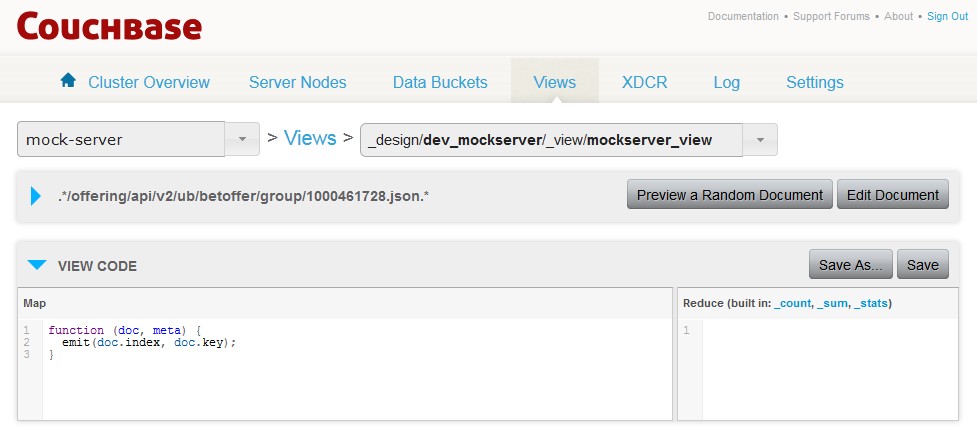 COUCHBASE
Documentation • Support Forums • About • Sign Out
Cluster Overview Server Nodes Data Buckets Views XDCR Log Settings
mock-server > Views > _design/dev_mockserver/_view/mockserver_view
.*/offering/api/v2/ub/betoffer/group/1000461728.json.* Preview a Random Document Edit Document
VIEW CODE Save As... Save
Map Reduce (built in: _count, _sum, _stats)
1 function (doc, meta) { 1
2 emit(doc.index, doc.key);
3 }